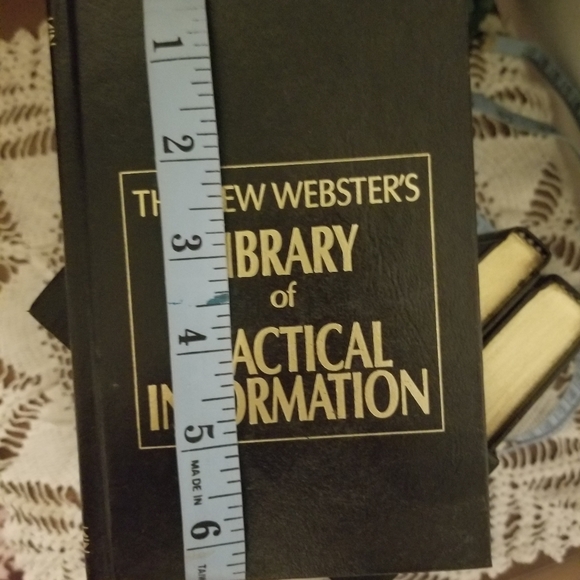 1
2
TH EW WEBSTER'S
3
IBRARY
of
4
ACTICAL
IN ORMATION
5
MADE IN
6